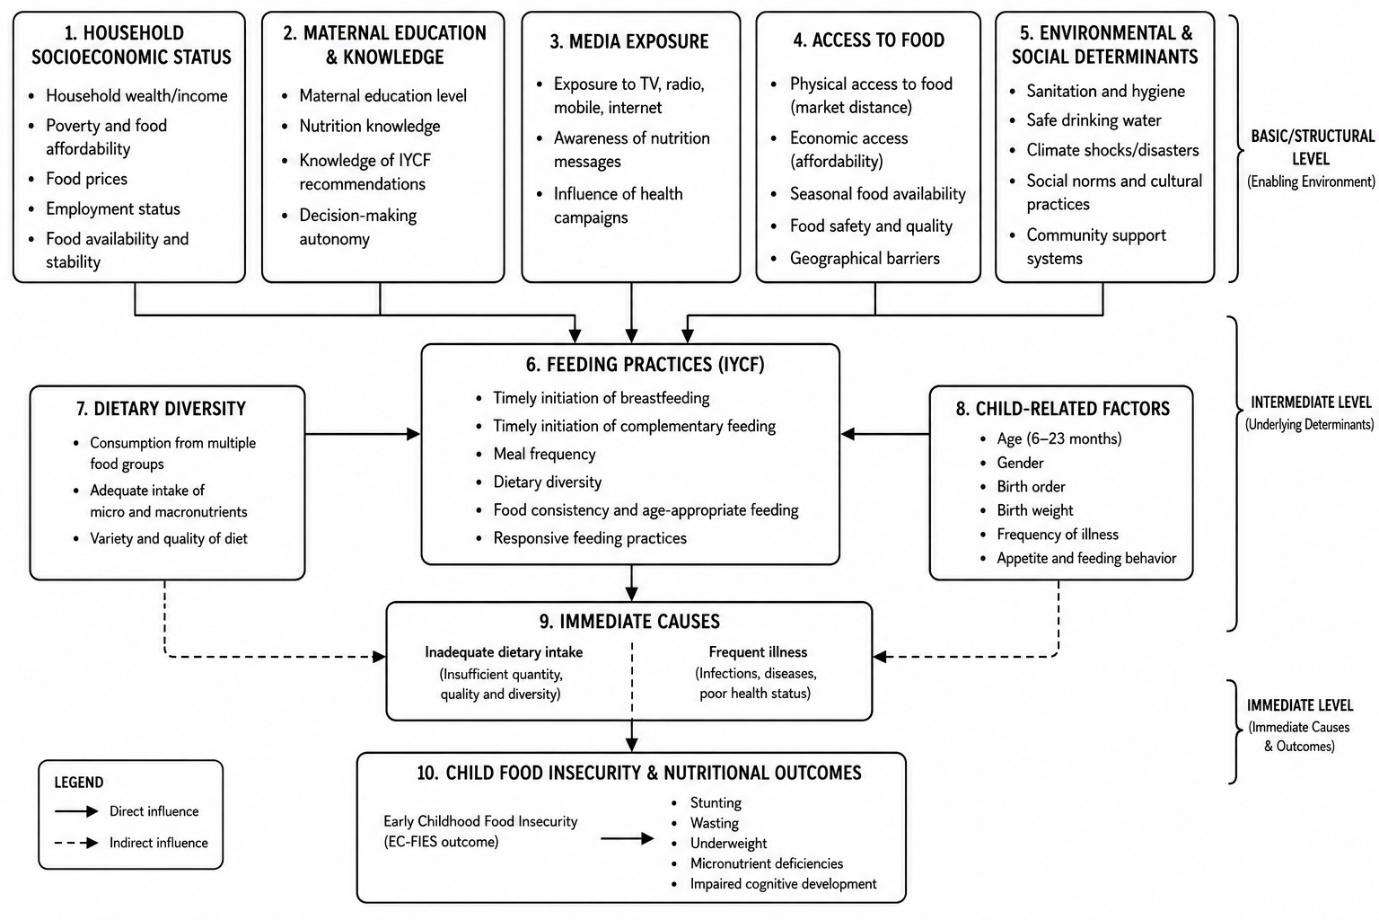 1. HOUSEHOLD
SOCIOECONOMIC STATUS
• Household wealth/income
• Poverty and food
affordability
• Food prices
• Employment status
• Food availability and
stability
2. MATERNAL EDUCATION
& KNOWLEDGE
• Maternal education level
• Nutrition knowledge
• Knowledge of IYCF
recommendations
• Decision-making
autonomy
3. MEDIA EXPOSURE
• Exposure to TV, radio,
mobile, internet
• Awareness of nutrition
messages
• Influence of health
campaigns
4. ACCESS TO FOOD
• Physical access to food
(market distance)
• Economic access
(affordability)
• Seasonal food availability
• Food safety and quality
• Geographical barriers
5. ENVIRONMENTAL &
SOCIAL DETERMINANTS
• Sanitation and hygiene
• Safe drinking water
• Climate shocks/disasters
• Social norms and cultural
practices
• Community support
systems
BASIC/STRUCTURAL
LEVEL
(Enabling Environment)
6. FEEDING PRACTICES (IYCF)
• Timely initiation of breastfeeding
• Timely initiation of complementary feeding
• Meal frequency
• Dietary diversity
• Food consistency and age-appropriate feeding
• Responsive feeding practices
7. DIETARY DIVERSITY
• Consumption from multiple
food groups
• Adequate intake of
micro and macronutrients
• Variety and quality of diet
8. CHILD-RELATED FACTORS
• Age (6–23 months)
• Gender
• Birth order
• Birth weight
• Frequency of illness
• Appetite and feeding behavior
INTERMEDIATE LEVEL
(Underlying Determinants)
9. IMMEDIATE CAUSES
Inadequate dietary intake
(Insufficient quantity,
quality and diversity)
Frequent illness
(Infections, diseases,
poor health status)
IMMEDIATE LEVEL
(Immediate Causes
& Outcomes)
10. CHILD FOOD INSECURITY & NUTRITIONAL OUTCOMES
Early Childhood Food Insecurity
(EC-FIES outcome)
• Stunting
• Wasting
• Underweight
• Micronutrient deficiencies
• Impaired cognitive development
LEGEND
Direct influence
Indirect influence